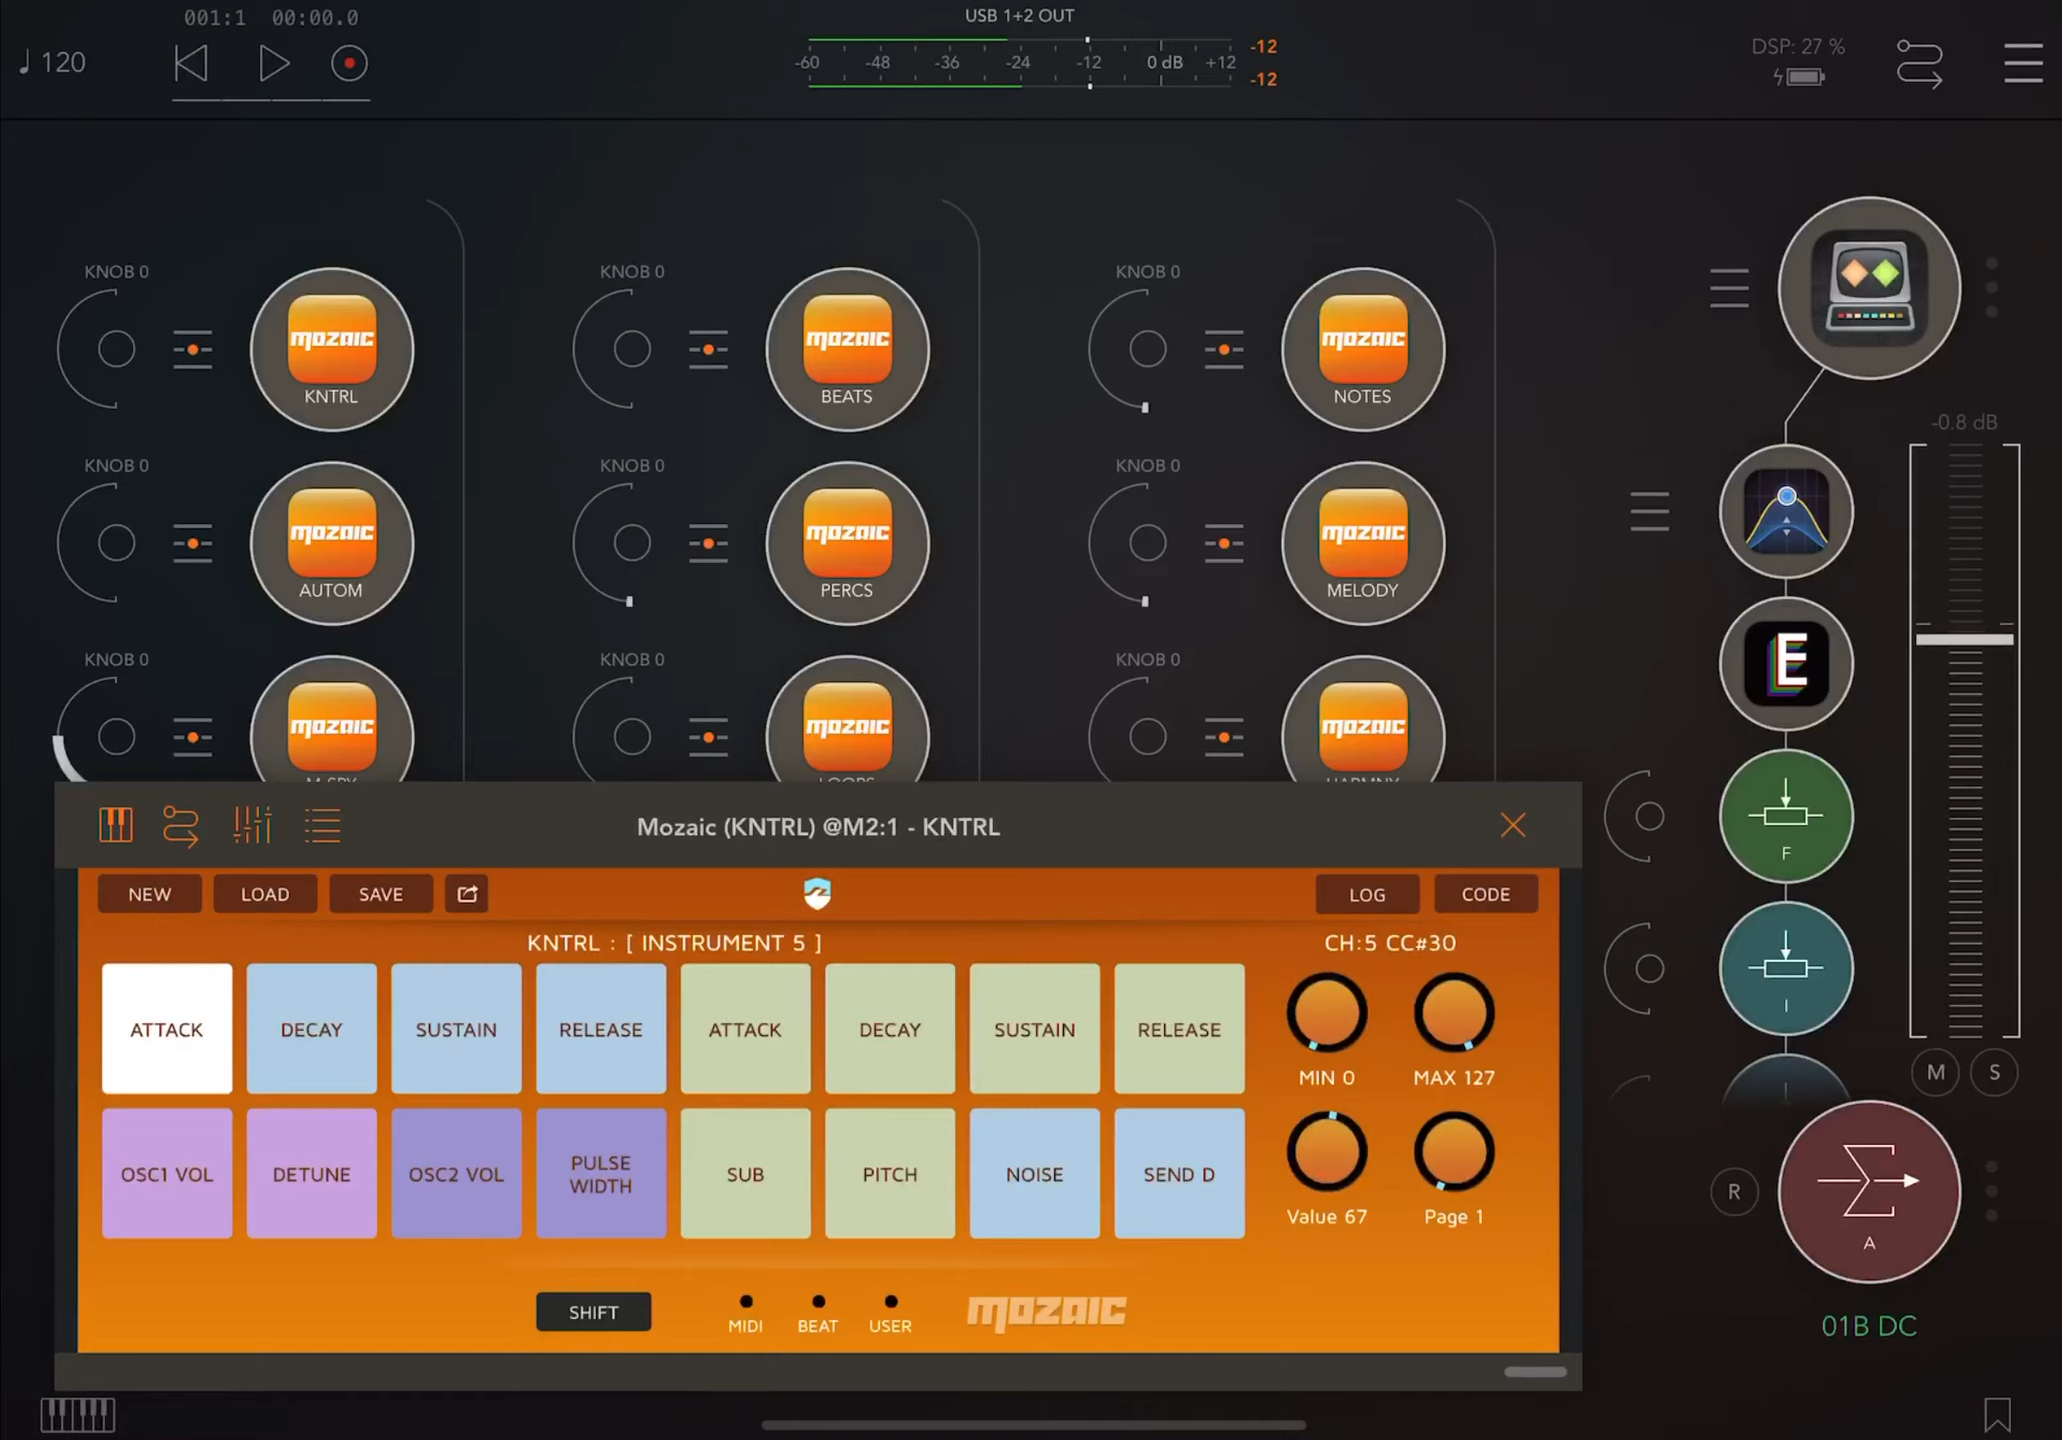 001:1 00:00.0
120
USB 1+2 OUT
-60 -48 -36 -24 -12 0 dB +12
-12
-12
DSP: 27 %
KNOB 0
mozaic
KNTRL
KNOB 0
mozaic
BEATS
KNOB 0
mozaic
NOTES
-0.8 dB
KNOB 0
mozaic
AUTOM
KNOB 0
mozaic
PERCS
KNOB 0
mozaic
MELODY
E
KNOB 0
mozaic
KNOB 0
mozaic
KNOB 0
mozaic
F
I
M S
R
A
01B DC
Mozaic (KNTRL) @M2:1 - KNTRL
NEW LOAD SAVE LOG CODE
KNTRL : [ INSTRUMENT 5 ] CH:5 CC#30
ATTACK DECAY SUSTAIN RELEASE ATTACK DECAY SUSTAIN RELEASE
MIN 0 MAX 127
OSC1 VOL DETUNE OSC2 VOL PULSE WIDTH SUB PITCH NOISE SEND D
Value 67 Page 1
SHIFT
MIDI BEAT USER
mozaic